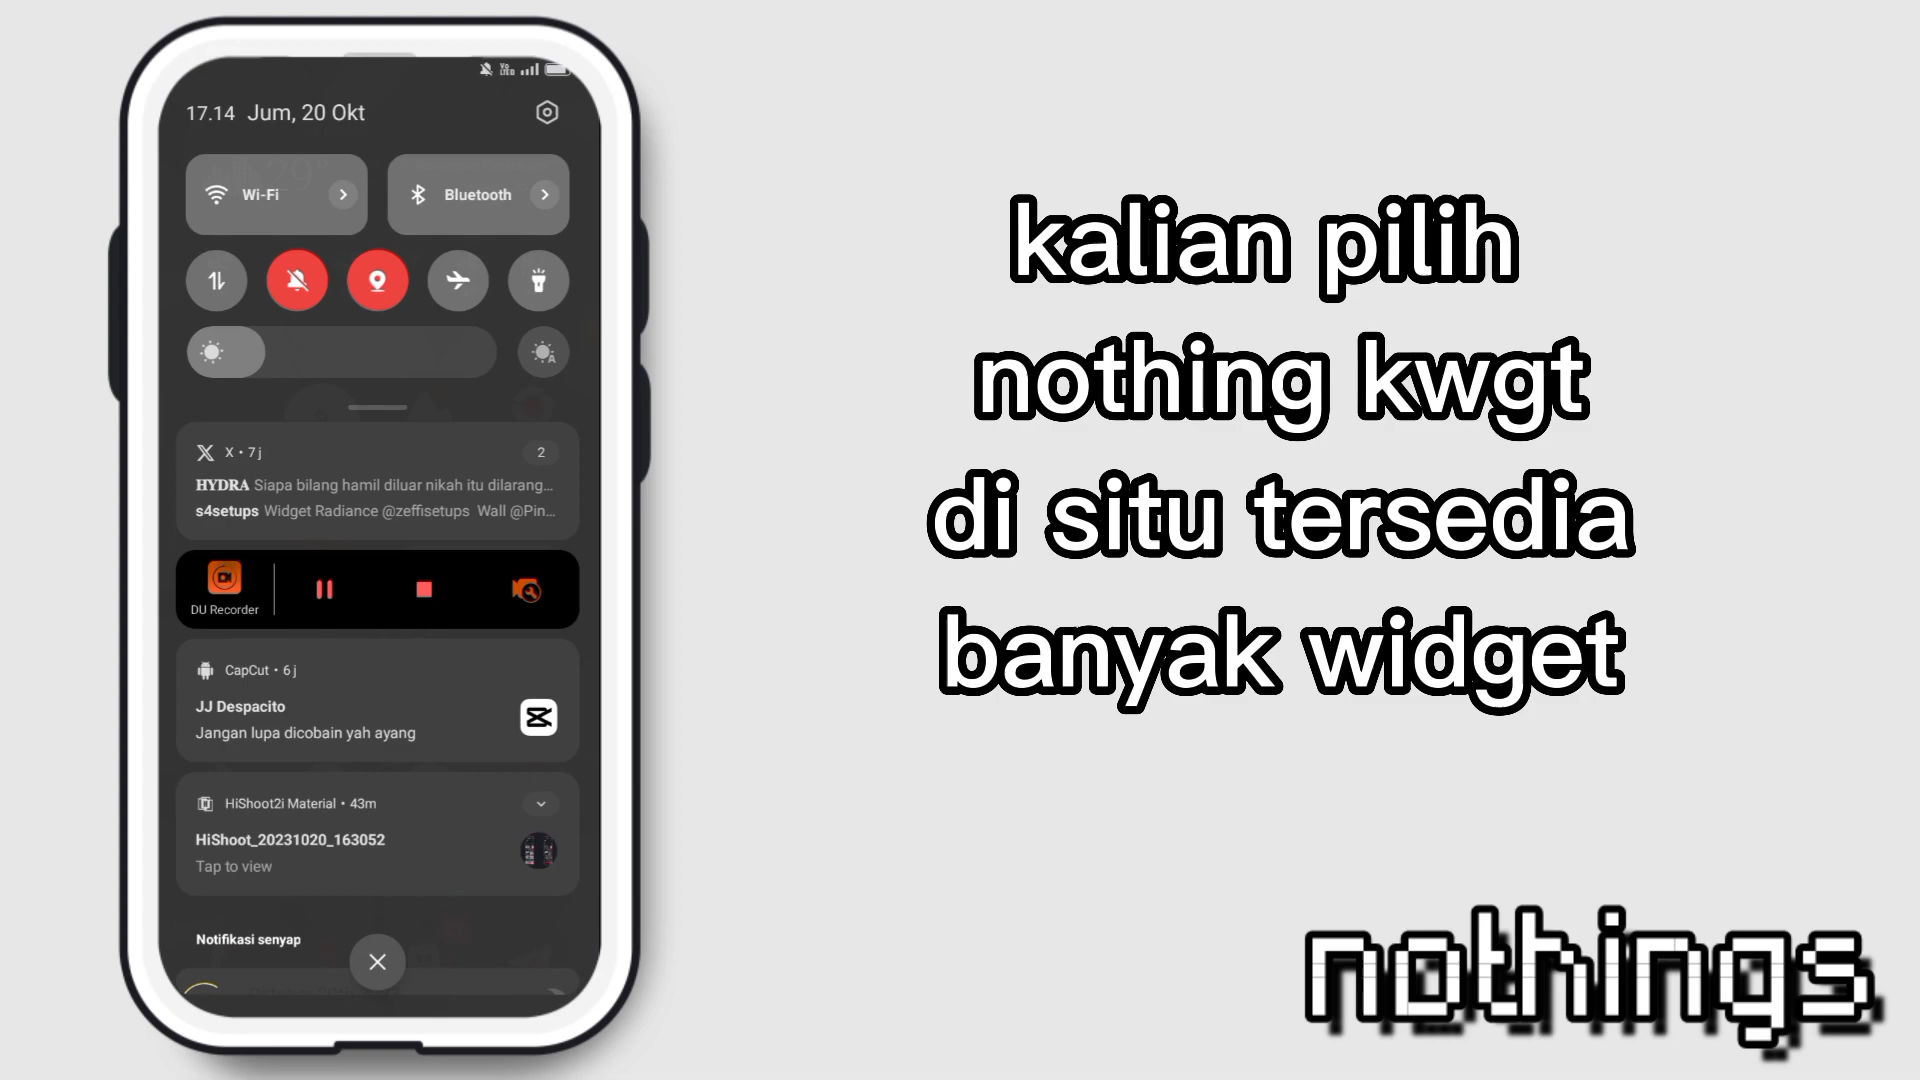 17.14 Jum, 20 Okt
Wi-Fi
Bluetooth
X • 7 j
2
HYDRA Siapa bilang hamil diluar nikah itu dilarang...
s4setups Widget Radiance @zeffisetups Wall @Pin...
DU Recorder
CapCut • 6 j
JJ Despacito
Jangan lupa dicobain yah ayang
HiShoot2i Material • 43m
HiShoot_20231020_163052
Tap to view
Notifikasi senyap
kalian pilih
nothing kwgt
di situ tersedia
banyak widget
nothings